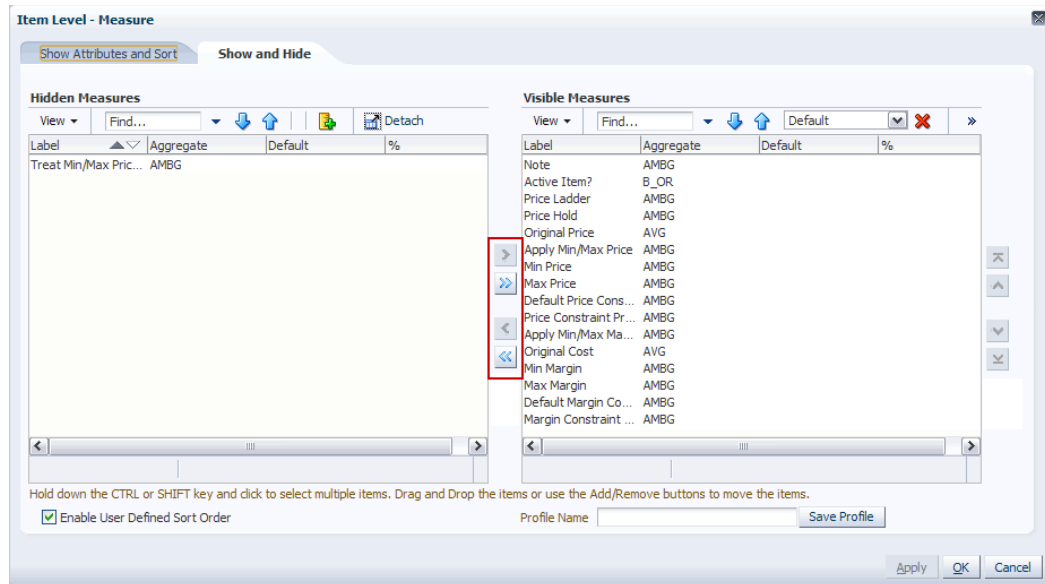 Item Level - Measure
Show Attributes and Sort Show and Hide
Hidden Measures
View Find... Detach
Label Aggregate Default %
Treat Min/Max Pric... AMBG
Visible Measures
View Find... Default »
Label Aggregate Default %
Note AMBG
Active Item? B_OR
Price Ladder AMBG
Price Hold AMBG
Original Price AVG
Apply Min/Max Price AMBG
Min Price AMBG
Max Price AMBG
Default Price Cons... AMBG
Price Constraint Pr... AMBG
Apply Min/Max Ma... AMBG
Original Cost AVG
Min Margin AMBG
Max Margin AMBG
Default Margin Co... AMBG
Margin Constraint ... AMBG
Hold down the CTRL or SHIFT key and click to select multiple items. Drag and Drop the items or use the Add/Remove buttons to move the items.
Enable User Defined Sort Order Profile Name Save Profile
Apply OK Cancel